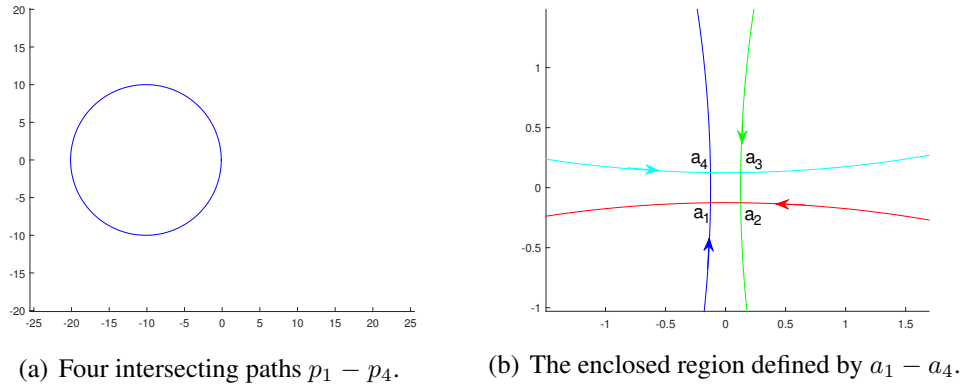 20
15
10
5
0
-5
-10
-15
-20
-25 -20 -15 -10 -5 0 5 10 15 20 25
(a) Four intersecting paths p1 − p4.
1
0.5
0
-0.5
-1
a4 a3
a1 a2
-1 -0.5 0 0.5 1 1.5
(b) The enclosed region defined by a1 − a4.